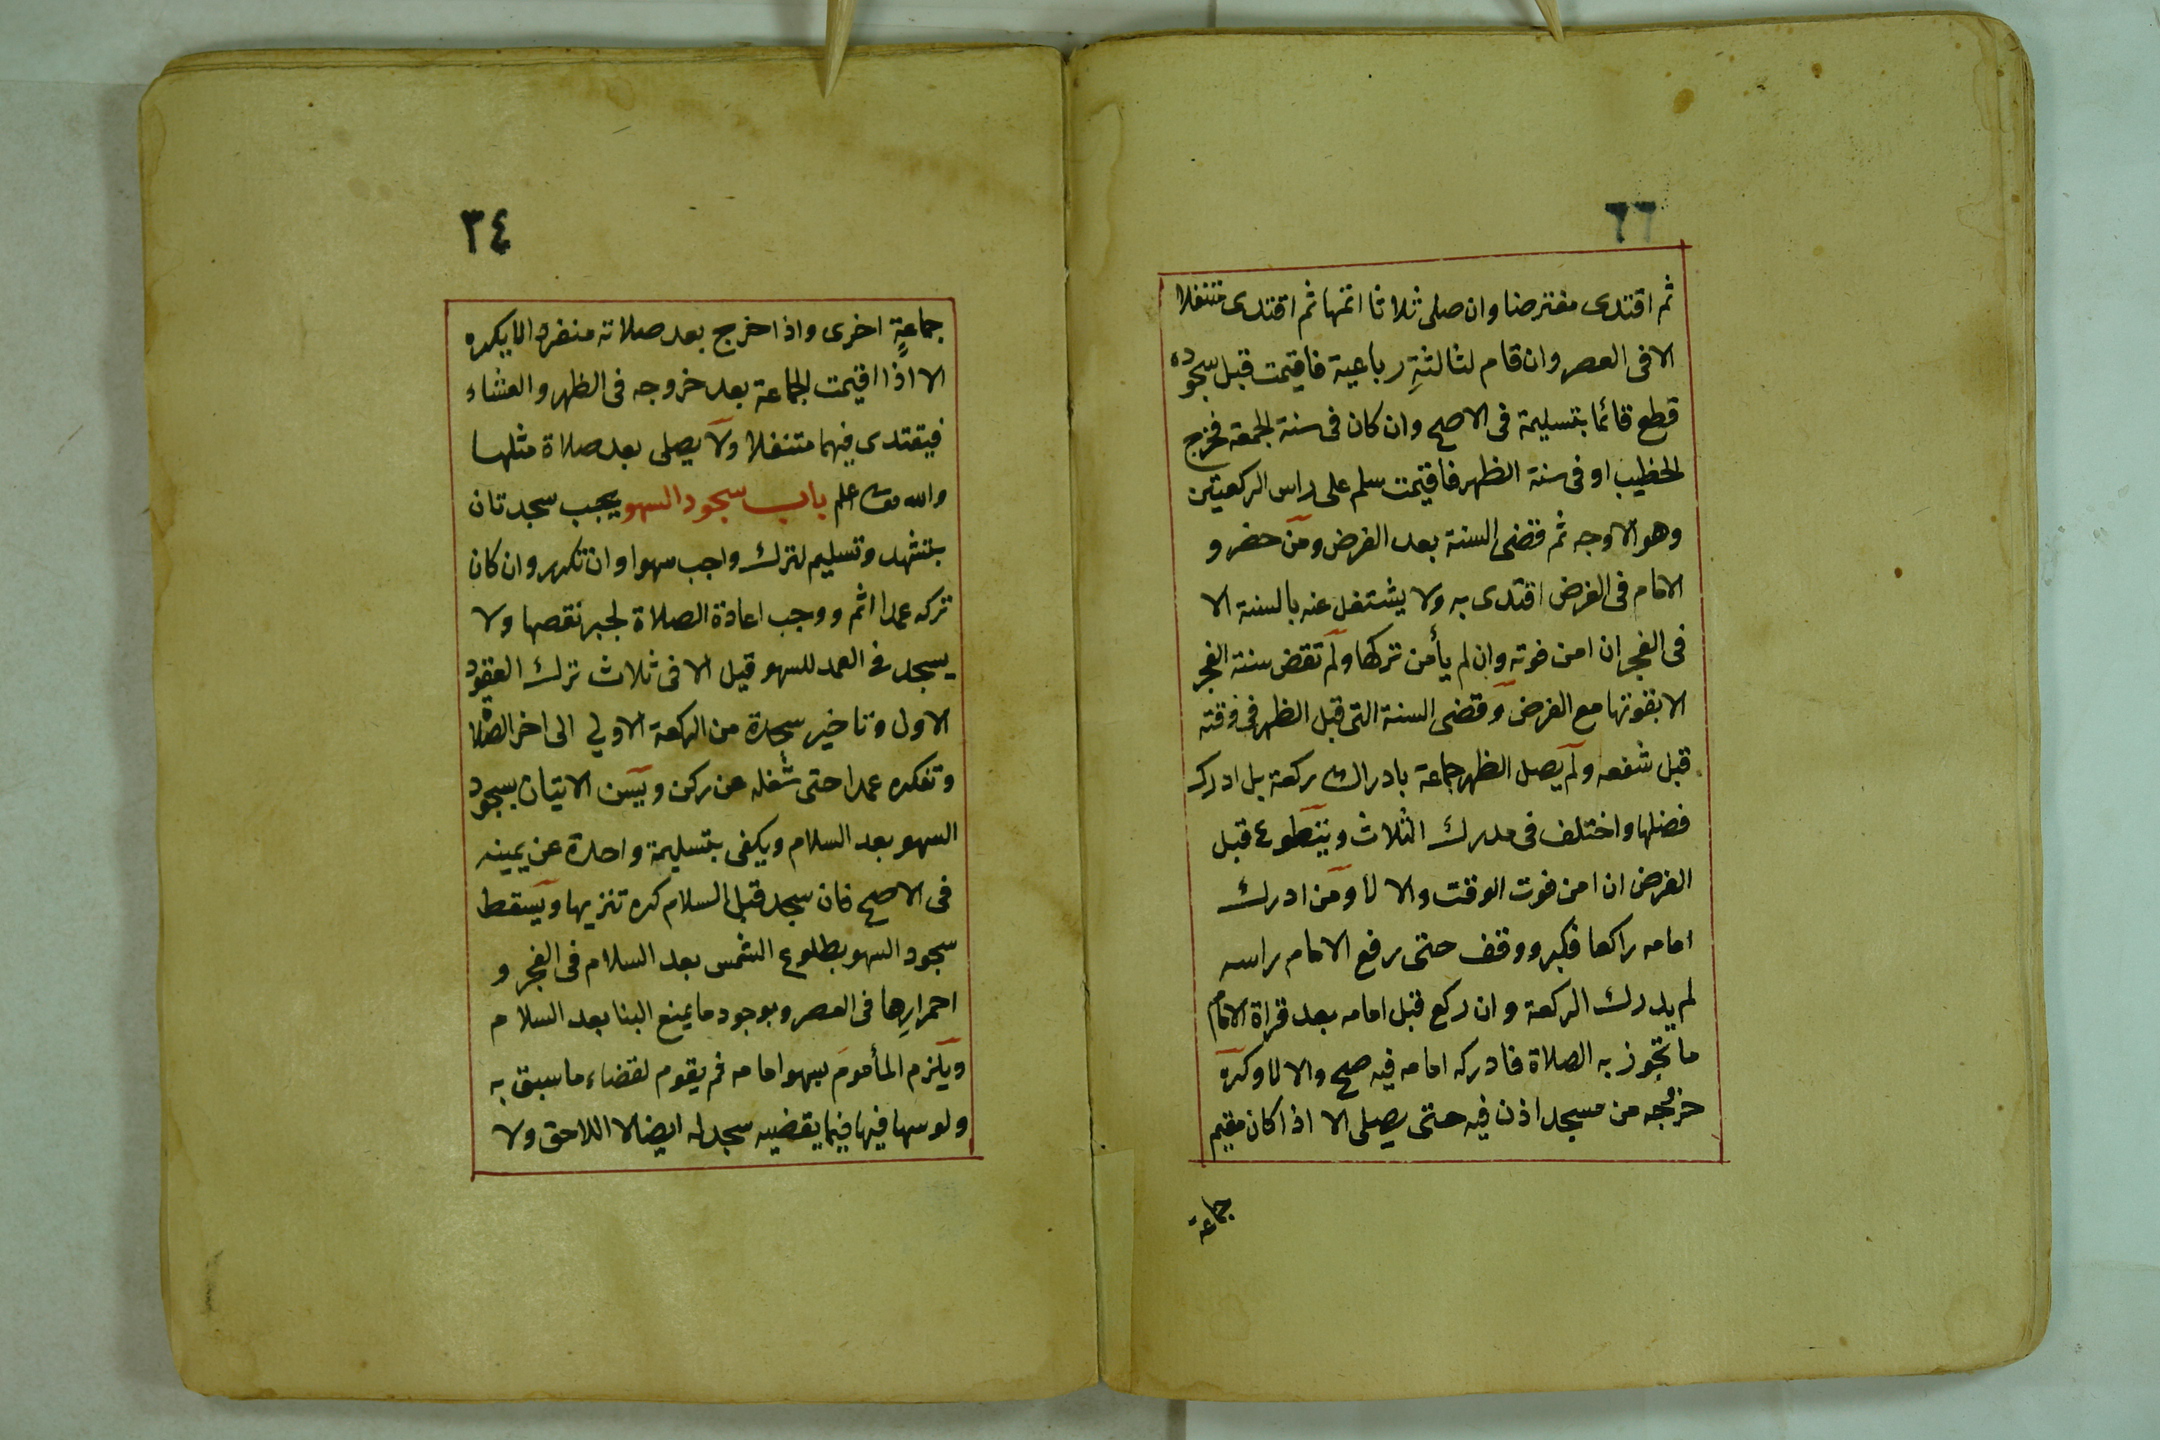 ٦٦
ثم اقتدى مفترضا وان صلى ثلاثا اتمها ثم اقتدى متنفلا
الا فى العصر وان قام لثالثةِ رباعية فاقيمت قبل سجوده
قطع قائما بتسليمة فى الاصح وان كان فى سنة الجمعة فخرج
الخطيب او فى سنة الظهر فاقيمت سلم على راس الركعتين
وهو الاوجه ثم قضى السنة بعد الفرض ومن حضر و
الامام فى الفرض اقتدى به ولا يشتغل عنه بالسنة الا
فى الفجر ان امن فوته وان لم يأمن تركها ولم تقض سنة الفجر
الا بفوتها مع الفرض وقضى السنة التى قبل الظهر فى وقته
قبل شفعه ولم يصل الظهر جماعة بادراك ركعة بل ادرك
فضلها واختلف فى مدرك الثلاث ويتطوع قبل
الفرض ان امن فوت الوقت والا لا ومن ادرك
امامه راكعا فكبر ووقف حتى رفع الامام راسه
لم يدرك الركعة وان ركع قبل امامه بعد قراة الامام
ما تجوز به الصلاة فادركه امامه فيه صح والا لا وكره
خروجه من مسجد اذن فيه حتى يصلى الا اذا كان مقيم
جماعة
٣٤
جماعةٍ اخرى واذا خرج بعد صلاته منفردا لا يكره
الا اذا اقيمت الجماعة بعد خروجه فى الظهر والعشاء
فيقتدى فيهما متنفلا ولا يصلى بعد صلاة مثلها
والله اعلم باب سجود السهو يجب سجدتان
بتشهد وتسليم لترك واجب سهوا وان تكرر وان كان
تركه عمدا اثم ووجب اعادة الصلاة لجبر نقصها ولا
يسجد فى العمد للسهو قيل الا فى ثلاث ترك القعود
الاول وتاخير سجدة من الركعة الاولى الى اخر الصلاة
وتفكره عمدا حتى شغله عن ركن ويسن الاتيان بسجود
السهو بعد السلام ويكفى بتسليمة واحدة عن يمينه
فى الاصح فان سجد قبل السلام كره تنزيها ويسقط
سجود السهو بطلوع الشمس بعد السلام فى الفجر و
احمرارِها فى العصر وبوجود ما يمنع البنا بعد السلام
ويلزم المأموم بسهو امامه ثم يقوم لقضاء ما سبق به
ولو سها فيها فيما يقضيه سجد له ايضا لا اللاحق ولا